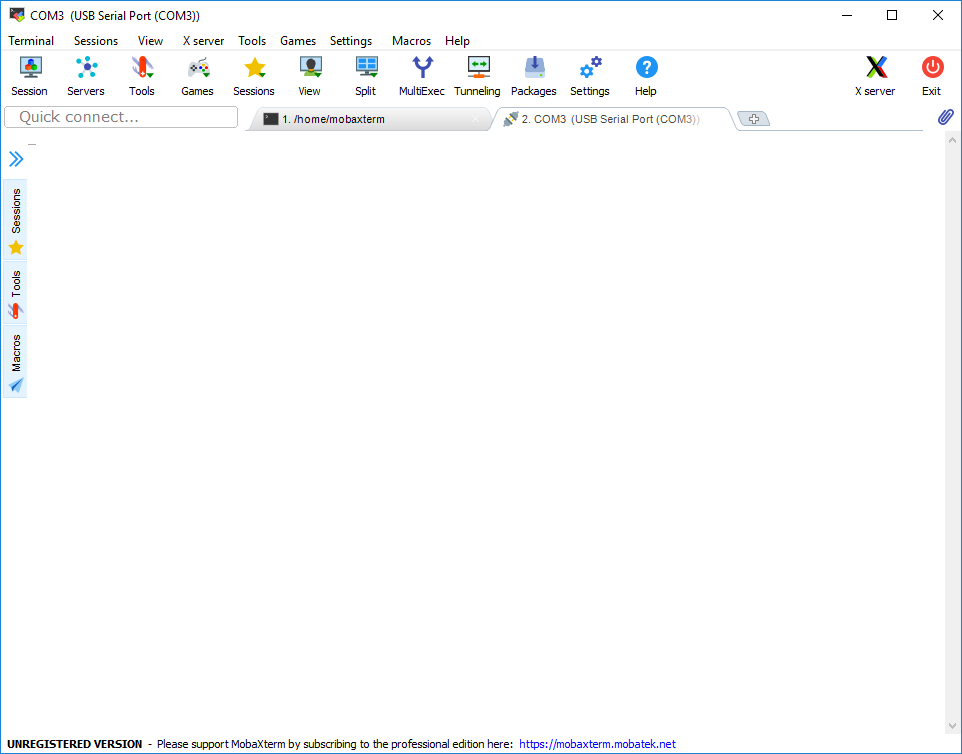 COM3 (USB Serial Port (COM3))
Terminal Sessions View X server Tools Games Settings Macros Help
Session Servers Tools Games Sessions View Split MultiExec Tunneling Packages Settings Help X server Exit
Quick connect... 1. /home/mobaxterm 2. COM3 (USB Serial Port (COM3))
Sessions
Tools
Macros
UNREGISTERED VERSION - Please support MobaXterm by subscribing to the professional edition here: https://mobaxterm.mobatek.net